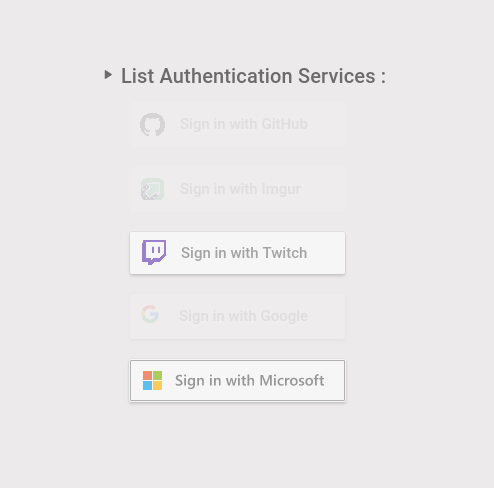 List Authentication Services :
Sign in with GitHub
Sign in with Imgur
Sign in with Twitch
Sign in with Google
Sign in with Microsoft